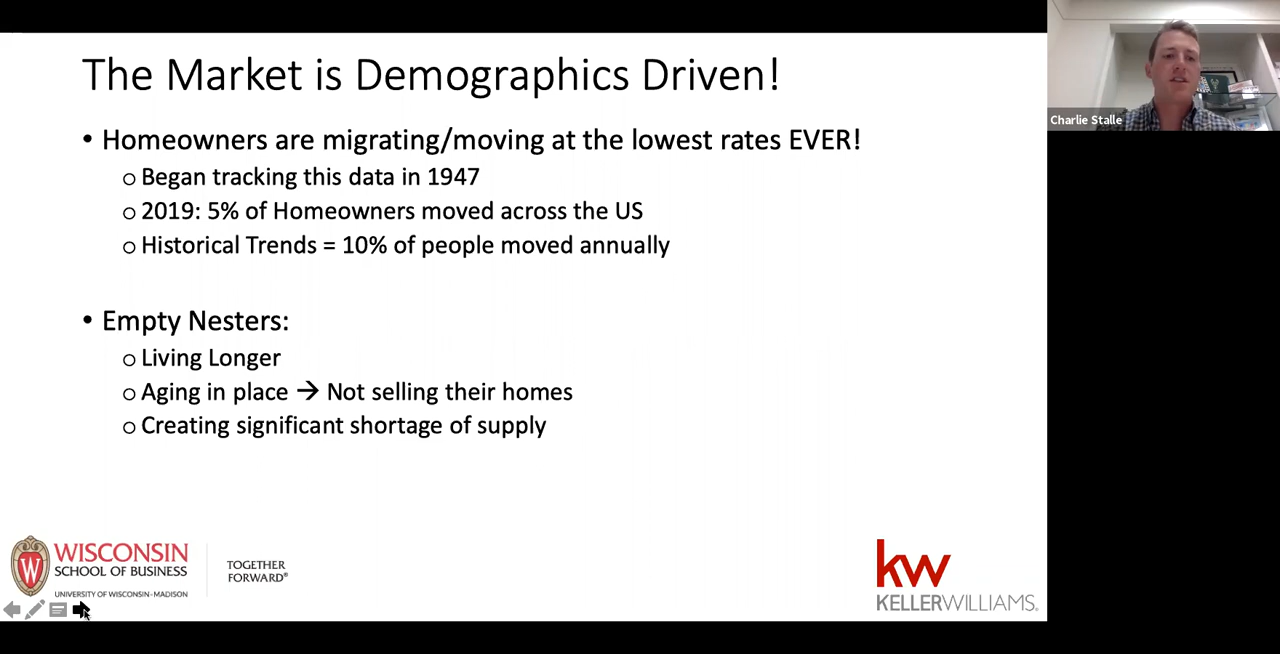 The Market is Demographics Driven!
• Homeowners are migrating/moving at the lowest rates EVER!
o Began tracking this data in 1947
o 2019: 5% of Homeowners moved across the US
o Historical Trends = 10% of people moved annually
• Empty Nesters:
o Living Longer
o Aging in place → Not selling their homes
o Creating significant shortage of supply
W
WISCONSIN
SCHOOL OF BUSINESS
UNIVERSITY OF WISCONSIN-MADISON
TOGETHER
FORWARD®
kw
KELLERWILLIAMS.
Charlie Stalle